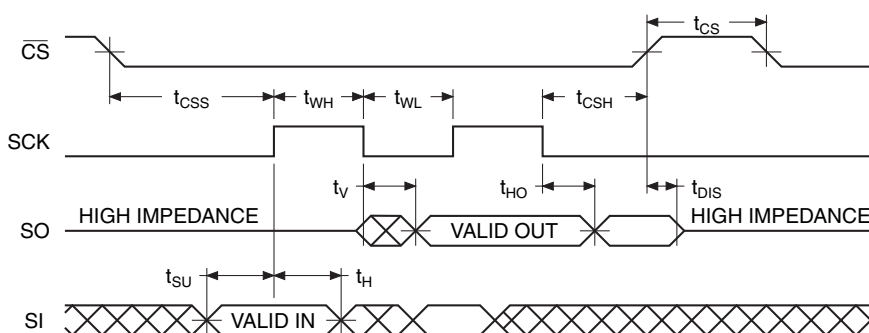 t_CS
CS
t_CSS t_WH t_WL t_CSH
SCK
t_V t_HO t_DIS
HIGH IMPEDANCE HIGH IMPEDANCE
SO VALID OUT
t_SU t_H
SI VALID IN